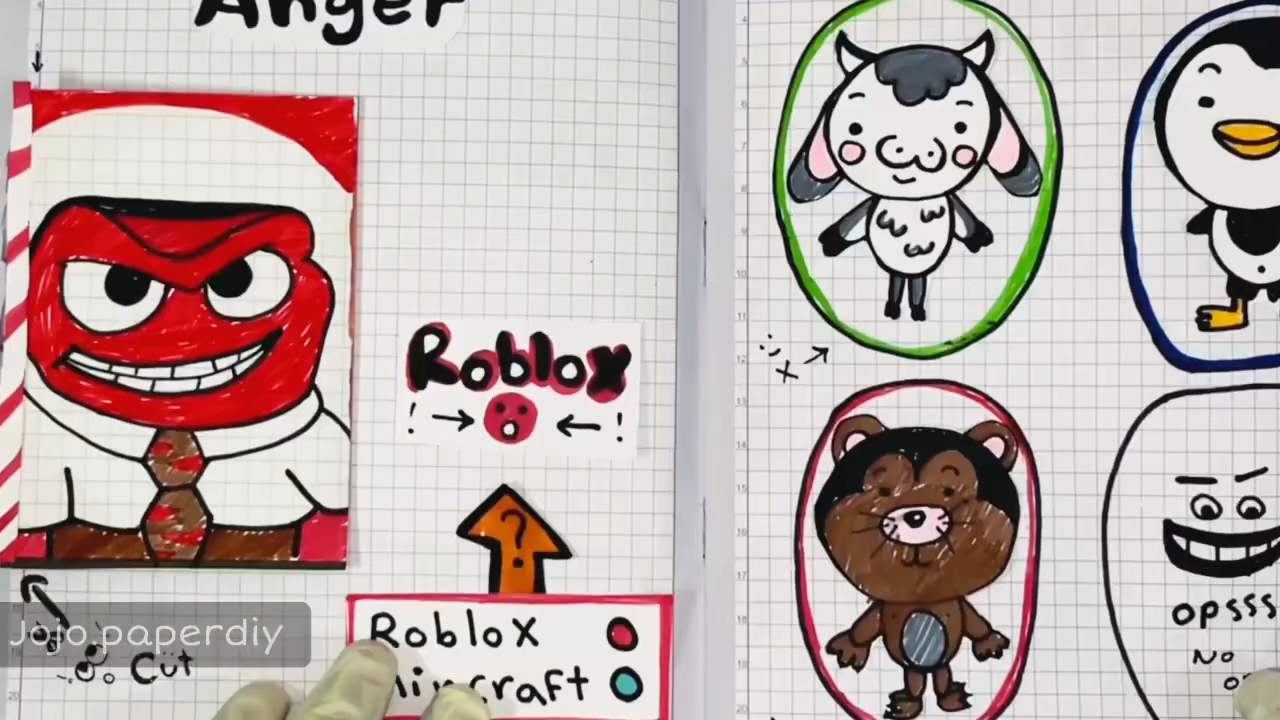 Anger
Roblox
! → ← !
?
Roblox
Minecraft
Jojo.paperdiy
Cut
x
opsss
No